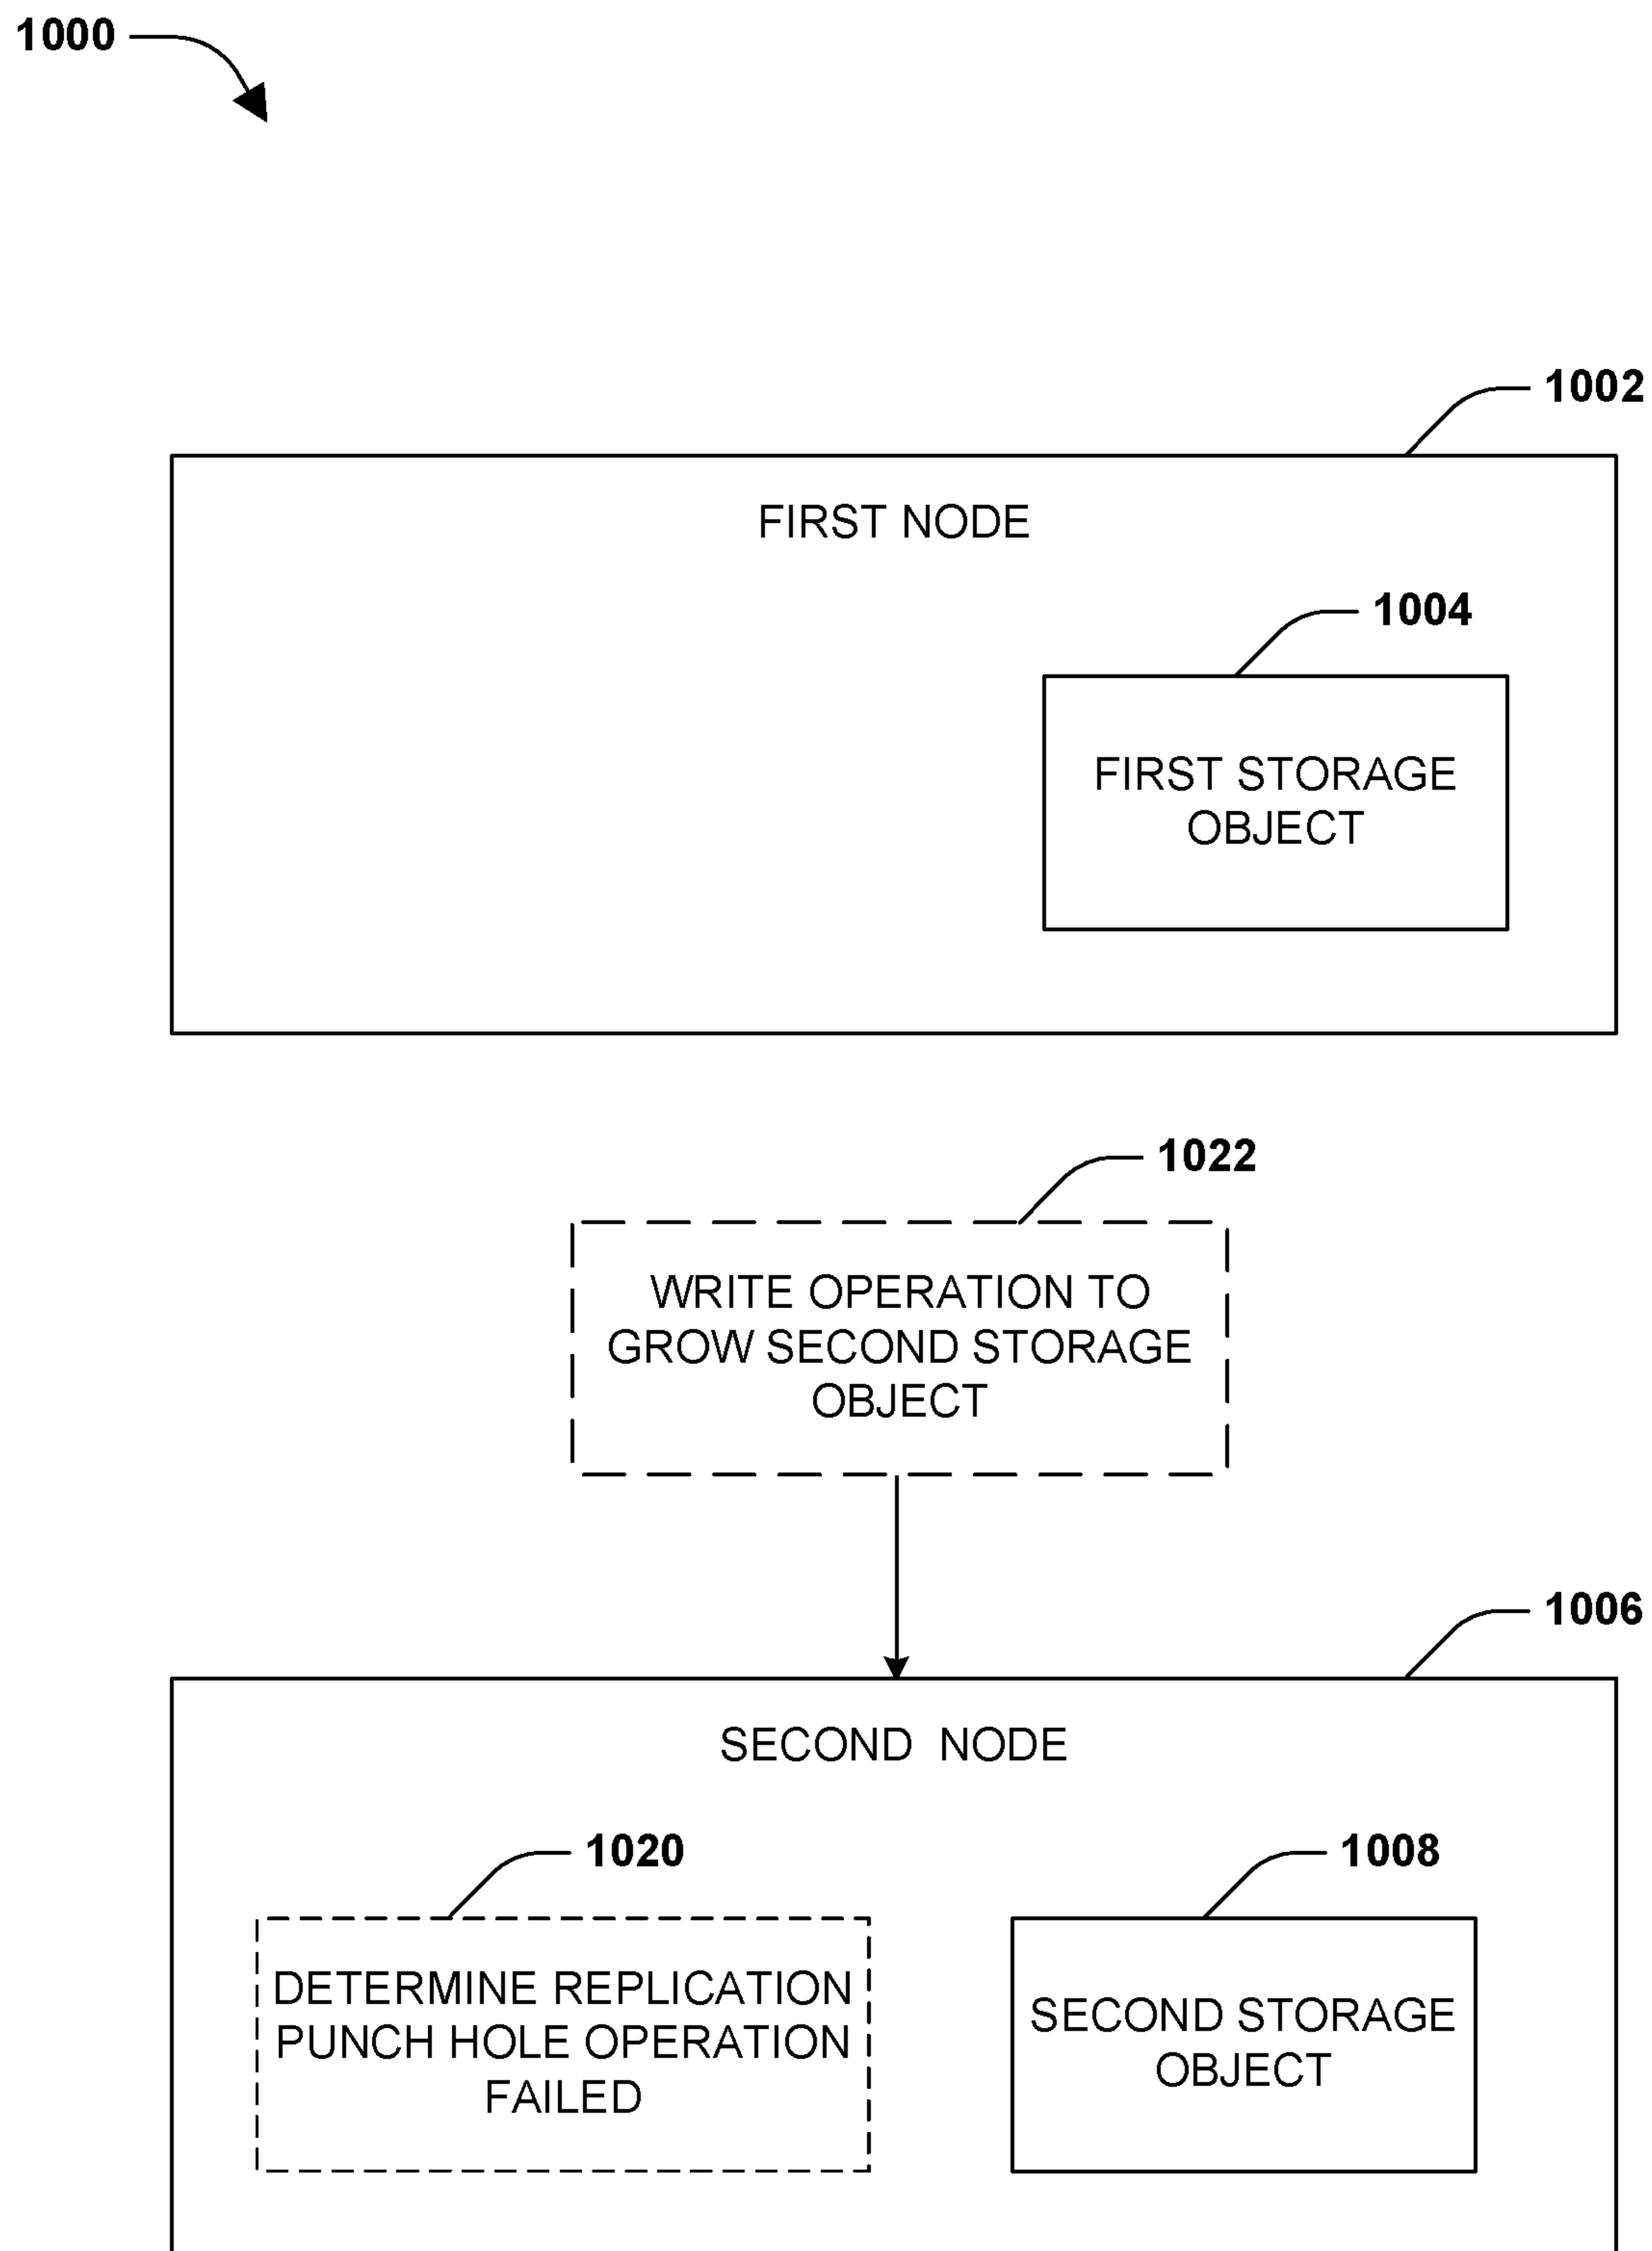 1000
1002
FIRST NODE
1004
FIRST STORAGE
OBJECT
1022
WRITE OPERATION TO
GROW SECOND STORAGE
OBJECT
1006
SECOND NODE
1020
1008
DETERMINE REPLICATION
PUNCH HOLE OPERATION
FAILED
SECOND STORAGE
OBJECT